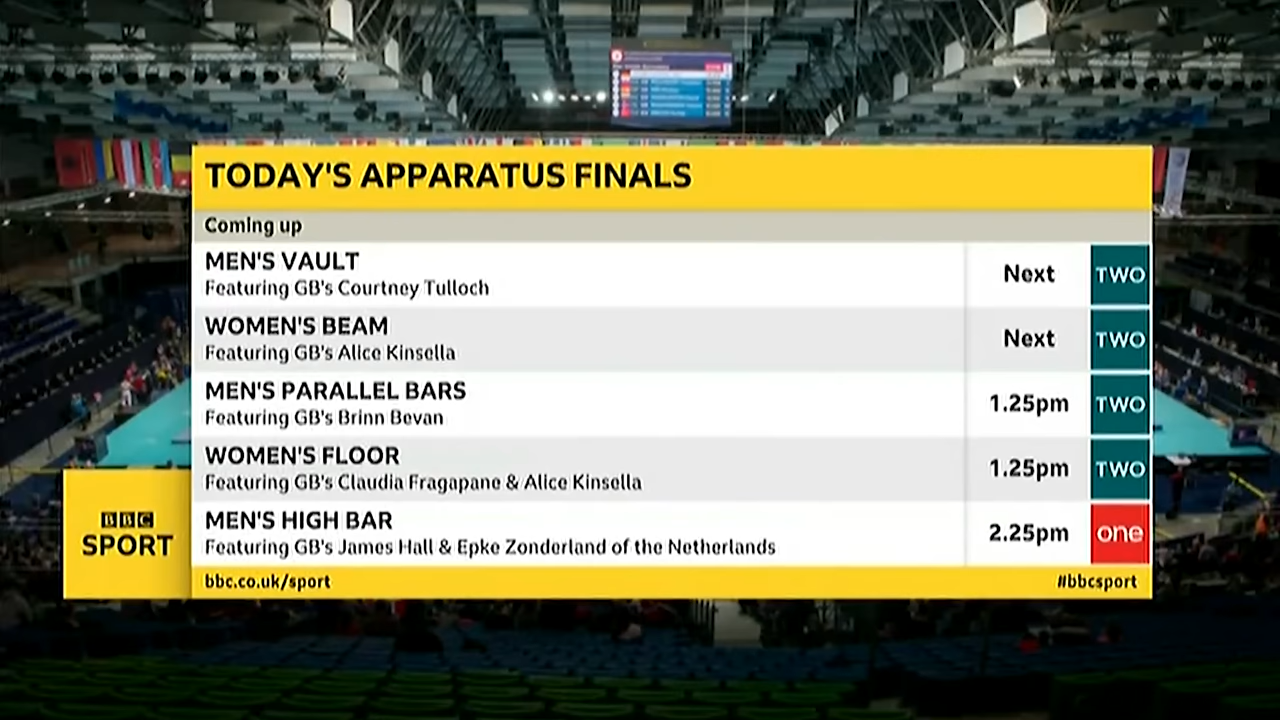 TODAY'S APPARATUS FINALS
Coming up
MEN'S VAULT
Featuring GB's Courtney Tulloch
Next
TWO
WOMEN'S BEAM
Featuring GB's Alice Kinsella
Next
TWO
MEN'S PARALLEL BARS
Featuring GB's Brinn Bevan
1.25pm
TWO
WOMEN'S FLOOR
Featuring GB's Claudia Fragapane & Alice Kinsella
1.25pm
TWO
MEN'S HIGH BAR
Featuring GB's James Hall & Epke Zonderland of the Netherlands
2.25pm
one
BBC
SPORT
bbc.co.uk/sport
#bbcsport